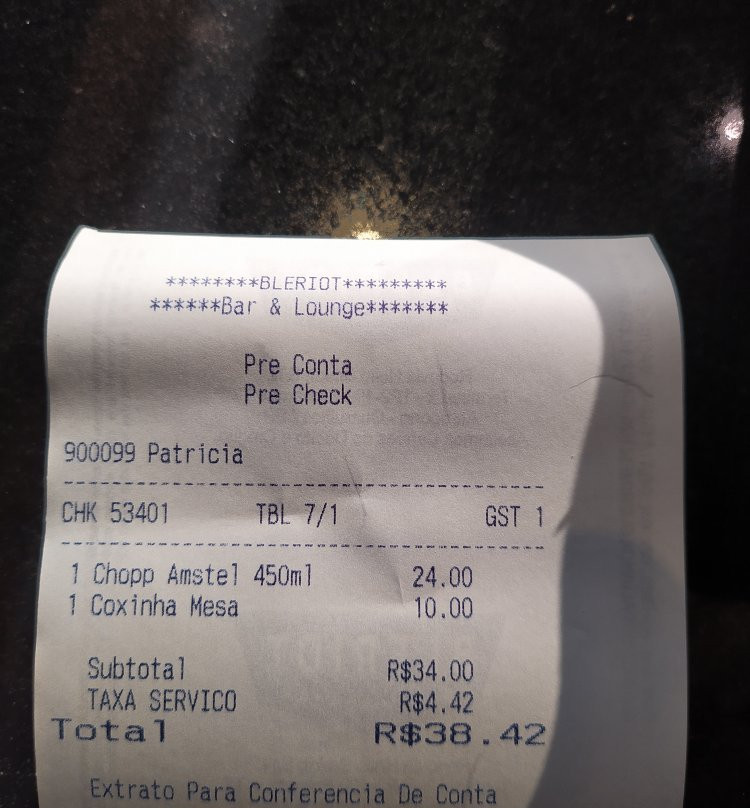 ********BLERIOT*********
******Bar & Lounge*******
Pre Conta
Pre Check
900099 Patricia
CHK 53401 TBL 7/1 GST 1
1 Chopp Amstel 450ml 24.00
1 Coxinha Mesa 10.00
Subtotal R$34.00
TAXA SERVICO R$4.42
Total R$38.42
Extrato Para Conferencia De Conta